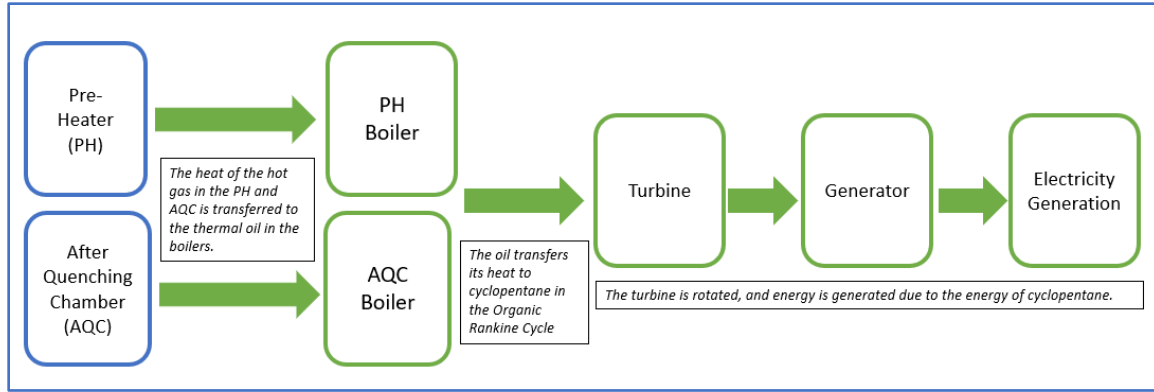 Pre-
Heater
(PH)
The heat of the hot
gas in the PH and
AQC is transferred to
the thermal oil in the
boilers.
After
Quenching
Chamber
(AQC)
PH
Boiler
AQC
Boiler
The oil transfers
its heat to
cyclopentane in
the Organic
Rankine Cycle
Turbine
Generator
Electricity
Generation
The turbine is rotated, and energy is generated due to the energy of cyclopentane.